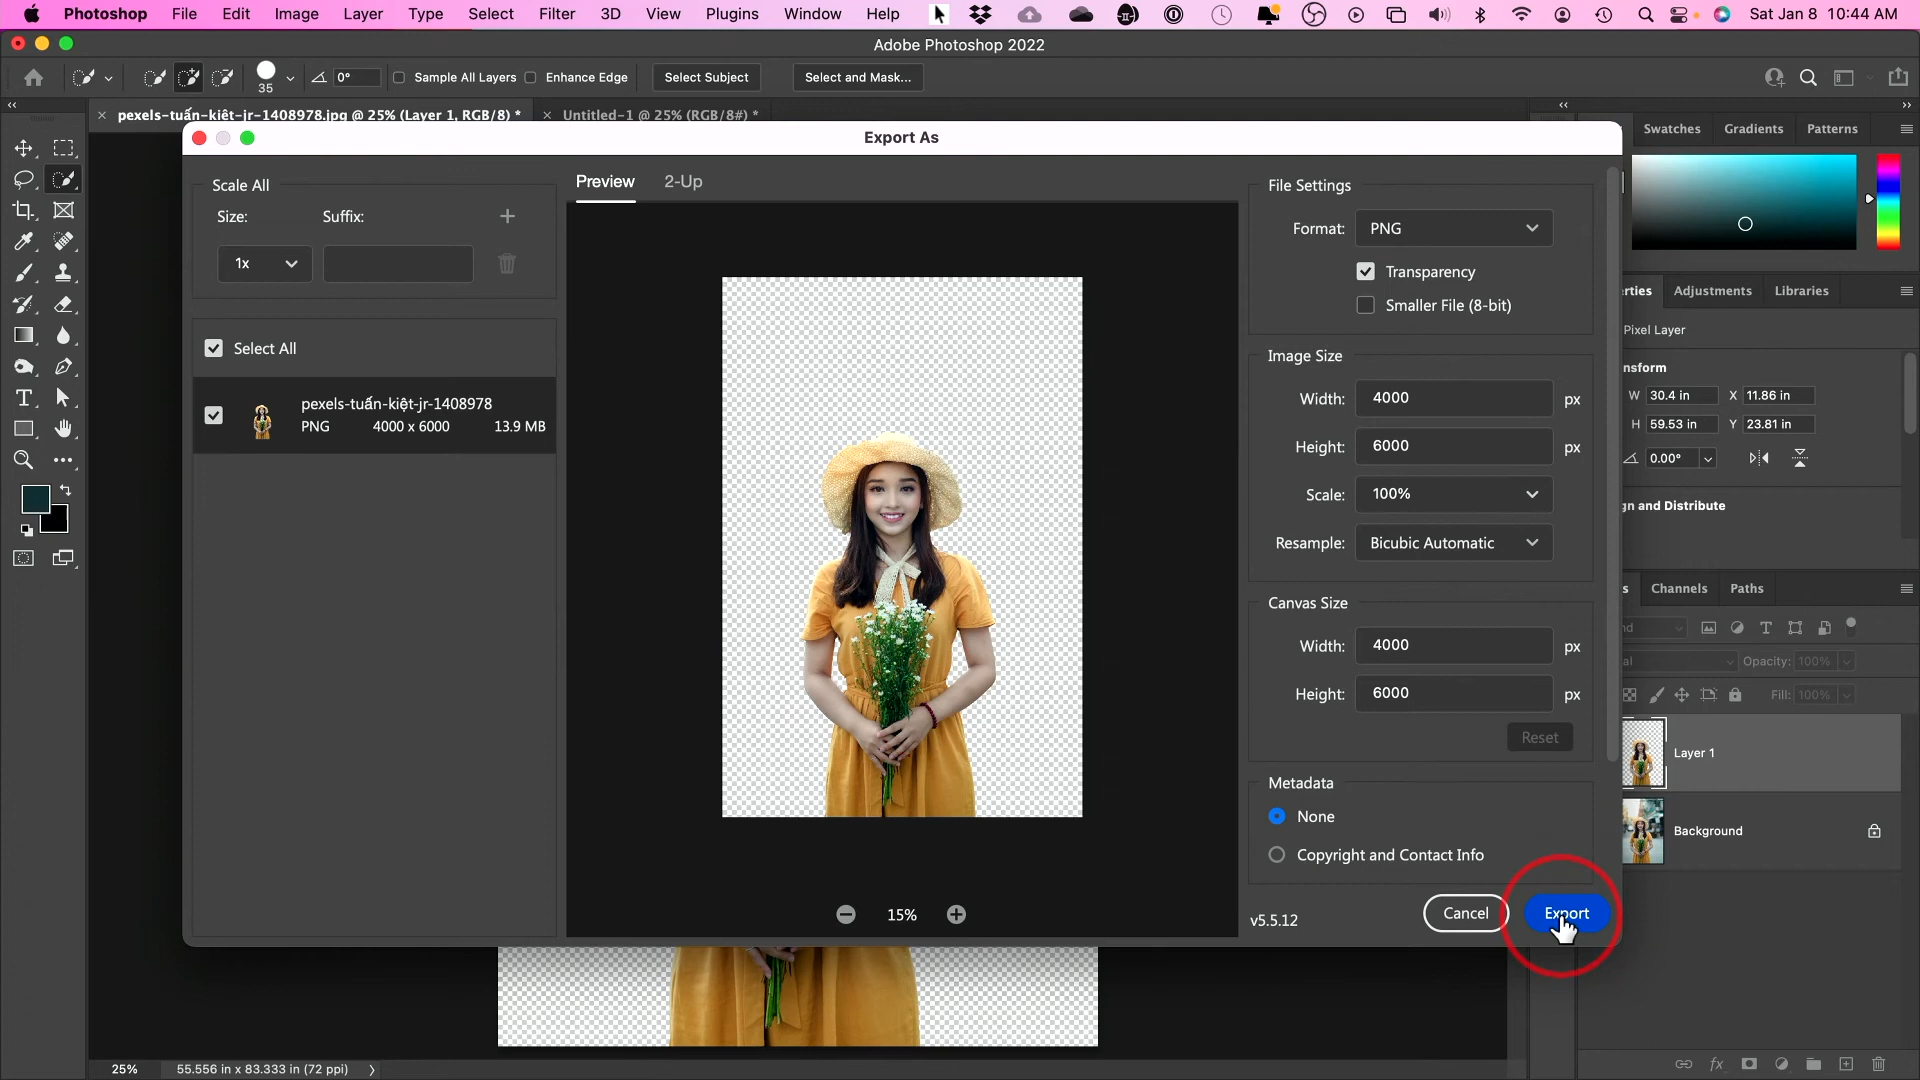 Photoshop File Edit Image Layer Type Select Filter 3D View Plugins Window Help Sat Jan 8 10:44 AM
Adobe Photoshop 2022
35 0° Sample All Layers Enhance Edge Select Subject Select and Mask...
pexels-tuấn-kiệt-jr-1408978.jpg @ 25% (Layer 1, RGB/8) * Untitled-1 @ 25% (RGB/8#) *
Swatches Gradients Patterns
Export As
Scale All
Size: Suffix:
1x
Select All
pexels-tuấn-kiệt-jr-1408978
PNG 4000 x 6000 13.9 MB
Preview 2-Up
15%
File Settings
Format: PNG
Transparency
Smaller File (8-bit)
Image Size
Width: 4000 px
Height: 6000 px
Scale: 100%
Resample: Bicubic Automatic
Canvas Size
Width: 4000 px
Height: 6000 px
Reset
Metadata
None
Copyright and Contact Info
v5.5.12 Cancel Export
erties Adjustments Libraries
Pixel Layer
nsform
W 30.4 in X 11.86 in
H 59.53 in Y 23.81 in
0.00°
gn and Distribute
s Channels Paths
nd
al Opacity: 100%
Fill: 100%
Layer 1
Background
25% 55.556 in x 83.333 in (72 ppi)
fx